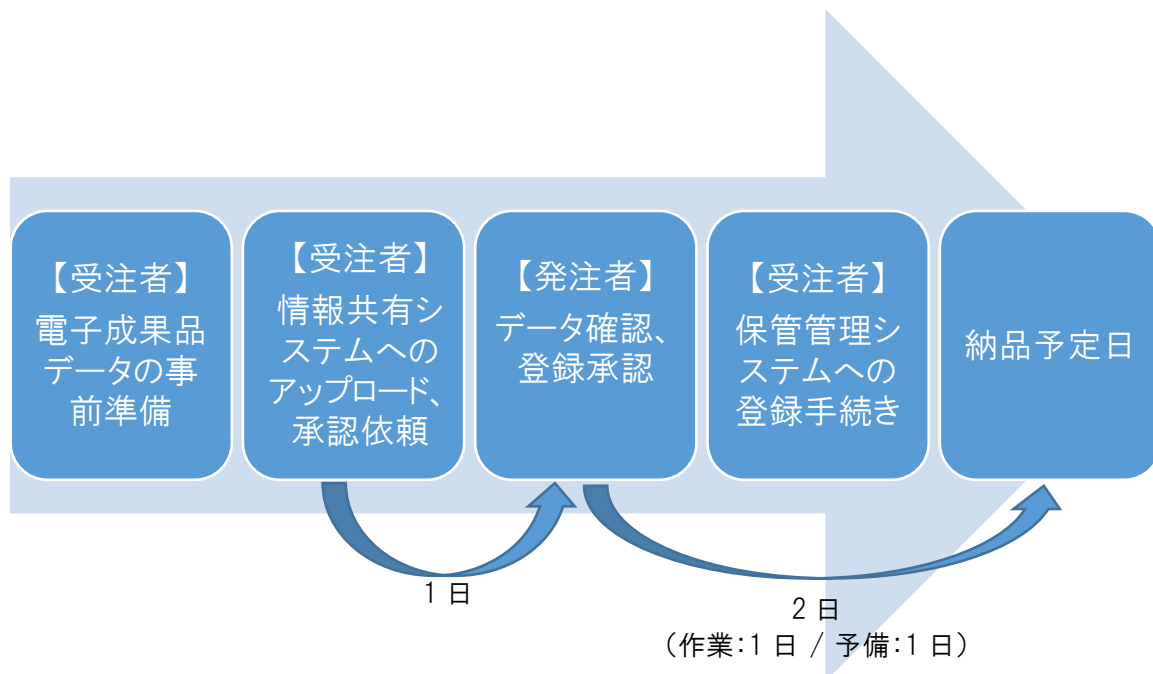 【受注者】
電子成果品
データの事
前準備
【受注者】
情報共有シ
ステムへの
アップロード、
承認依頼
【発注者】
データ確認、
登録承認
【受注者】
保管管理シ
ステムへの
登録手続き
納品予定日
1 日
2 日
（作業：1 日 / 予備：1 日）